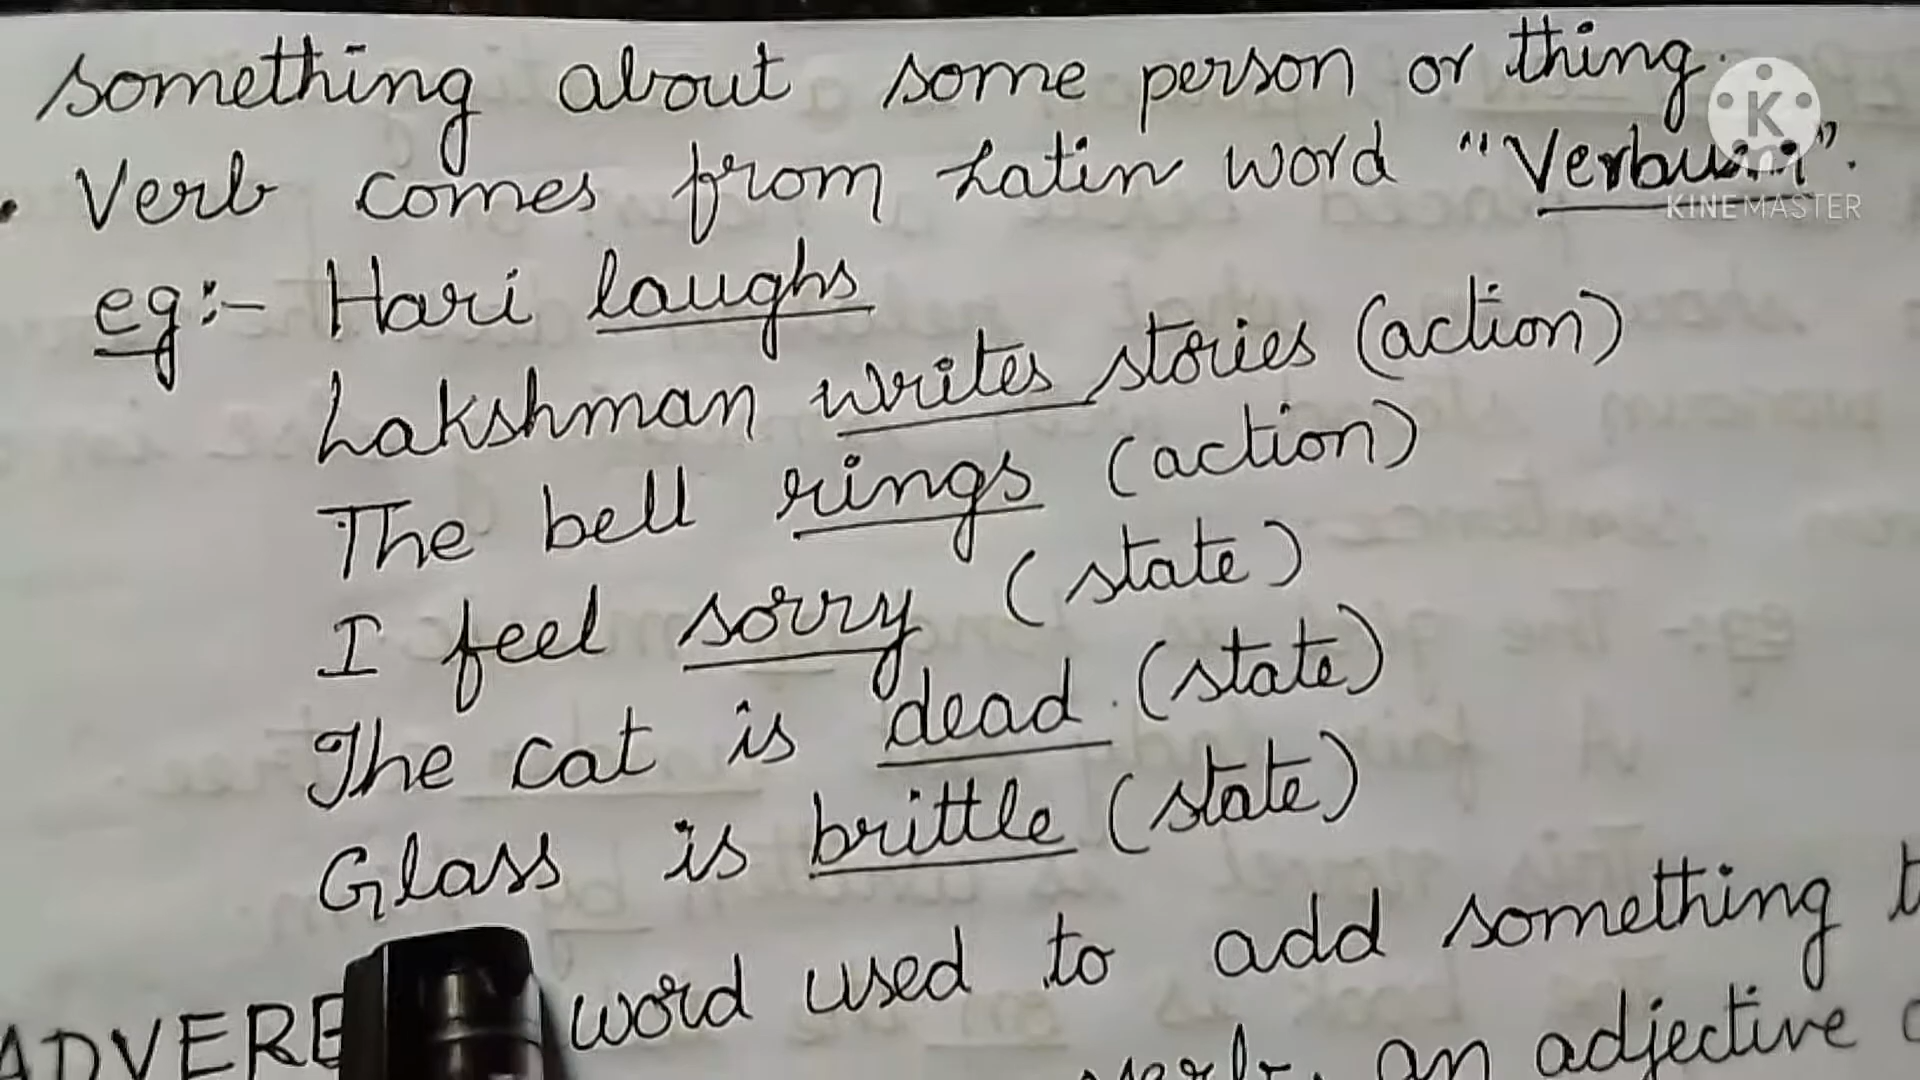 something about some person or thing.
. Verb comes from Latin word "Verbum".
KINEMASTER
eg:- Hari laughs
Lakshman writes stories (action)
The bell rings (action)
I feel sorry (state)
The cat is dead. (state)
Glass is brittle (state)
ADVERB word used to add something
verb, an adjective